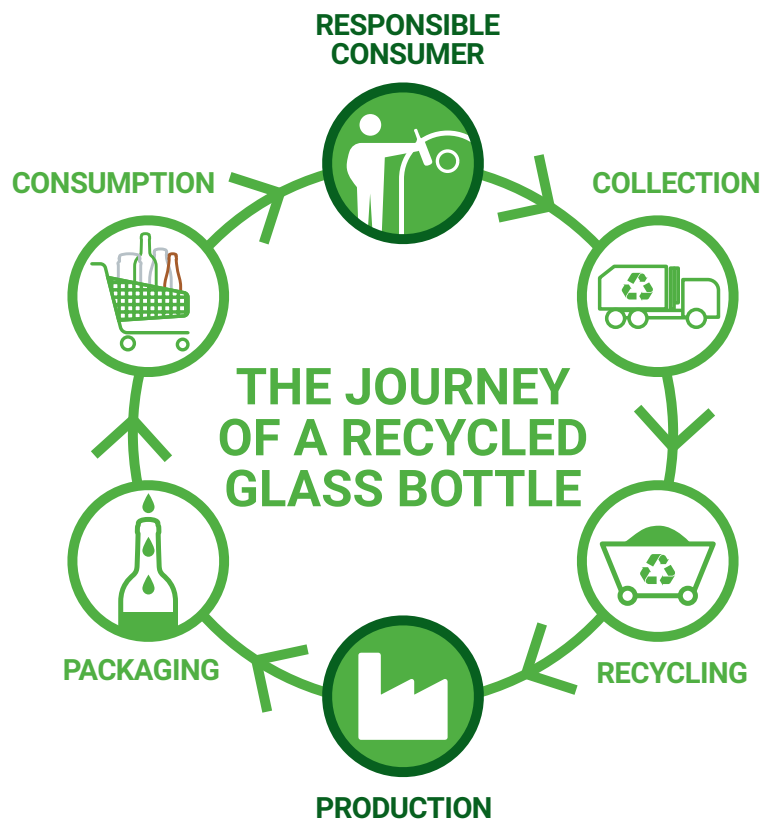 RESPONSIBLE
CONSUMER
CONSUMPTION
COLLECTION
THE JOURNEY
OF A RECYCLED
GLASS BOTTLE
PACKAGING
RECYCLING
PRODUCTION